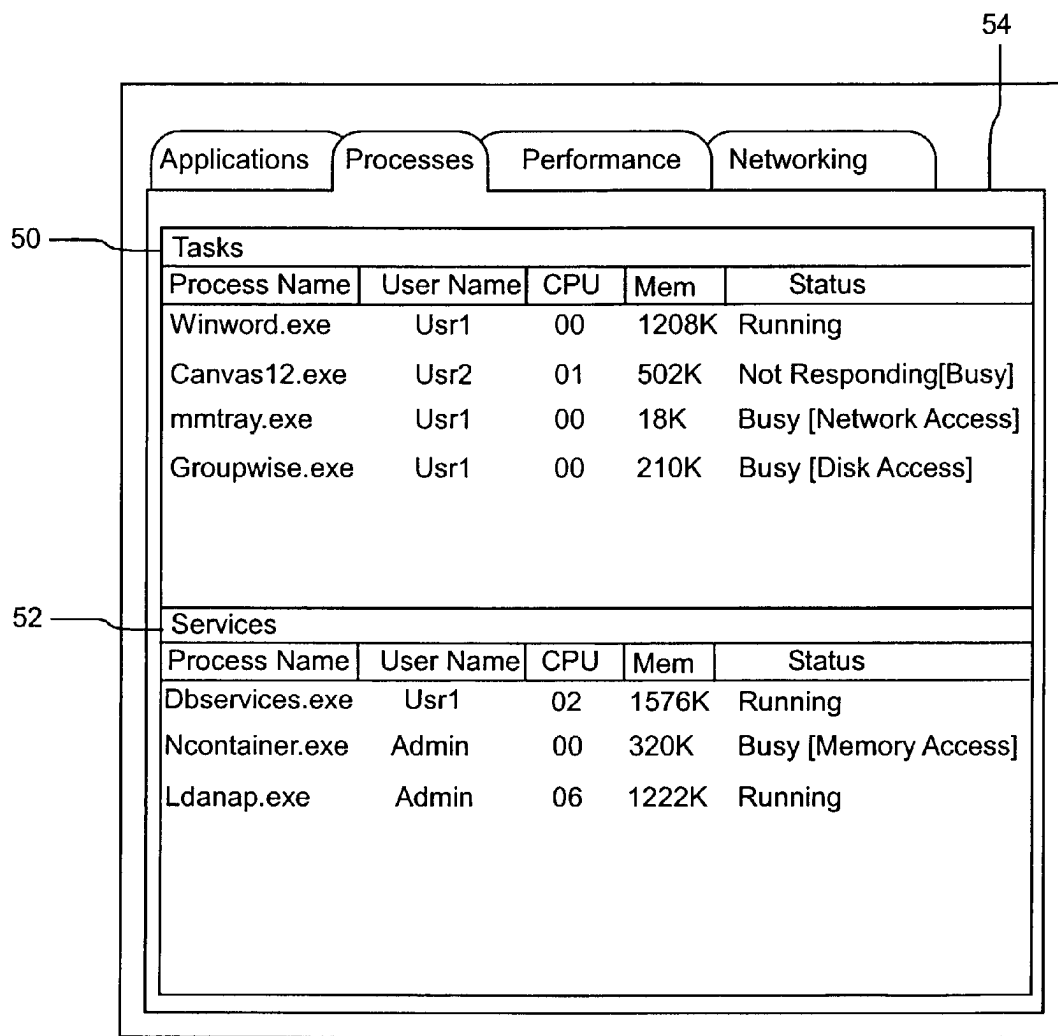 54
Applications Processes Performance Networking
50
Tasks
Process Name User Name CPU Mem Status
Winword.exe Usr1 00 1208K Running
Canvas12.exe Usr2 01 502K Not Responding[Busy]
mmtray.exe Usr1 00 18K Busy [Network Access]
Groupwise.exe Usr1 00 210K Busy [Disk Access]
52
Services
Process Name User Name CPU Mem Status
Dbservices.exe Usr1 02 1576K Running
Ncontainer.exe Admin 00 320K Busy [Memory Access]
Ldanap.exe Admin 06 1222K Running